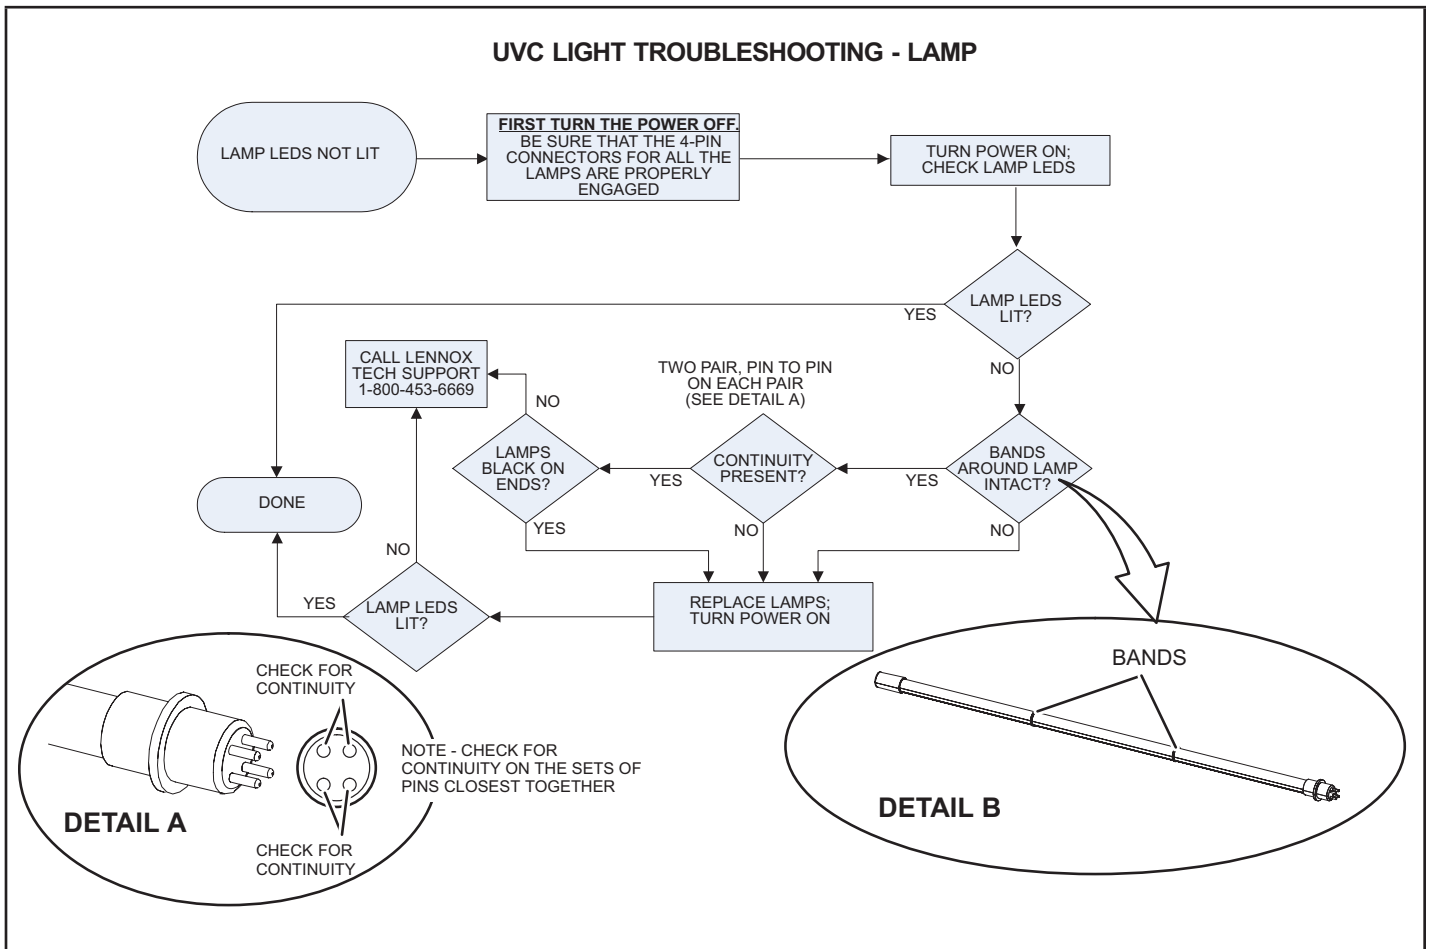 UVC LIGHT TROUBLESHOOTING - LAMP
LAMP LEDS NOT LIT
FIRST TURN THE POWER OFF.
BE SURE THAT THE 4-PIN
CONNECTORS FOR ALL THE
LAMPS ARE PROPERLY
ENGAGED
TURN POWER ON;
CHECK LAMP LEDS
LAMP LEDS
LIT?
YES
NO
CALL LENNOX
TECH SUPPORT
1-800-453-6669
TWO PAIR, PIN TO PIN
ON EACH PAIR
(SEE DETAIL A)
NO
LAMPS
BLACK ON
ENDS?
YES
CONTINUITY
PRESENT?
YES
BANDS
AROUND LAMP
INTACT?
DONE
YES
NO
NO
NO
YES
LAMP LEDS
LIT?
REPLACE LAMPS;
TURN POWER ON
CHECK FOR
CONTINUITY
NOTE - CHECK FOR
CONTINUITY ON THE SETS OF
PINS CLOSEST TOGETHER
DETAIL A
CHECK FOR
CONTINUITY
BANDS
DETAIL B